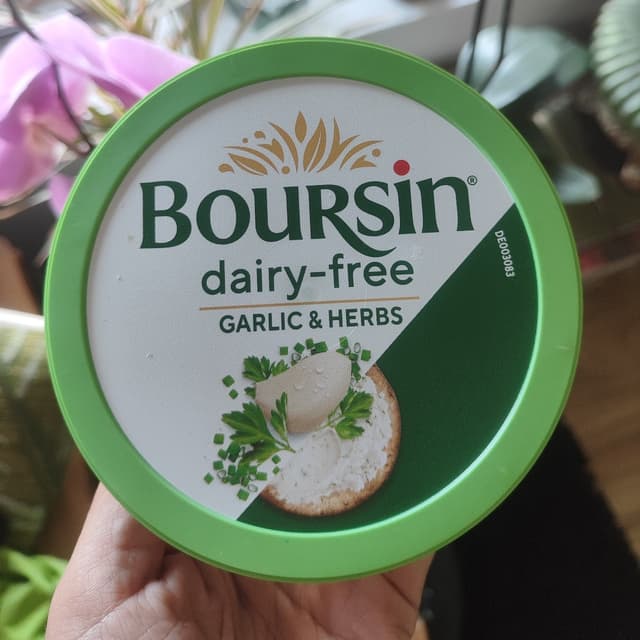 BOURSIN®
dairy-free
GARLIC & HERBS
DE003083